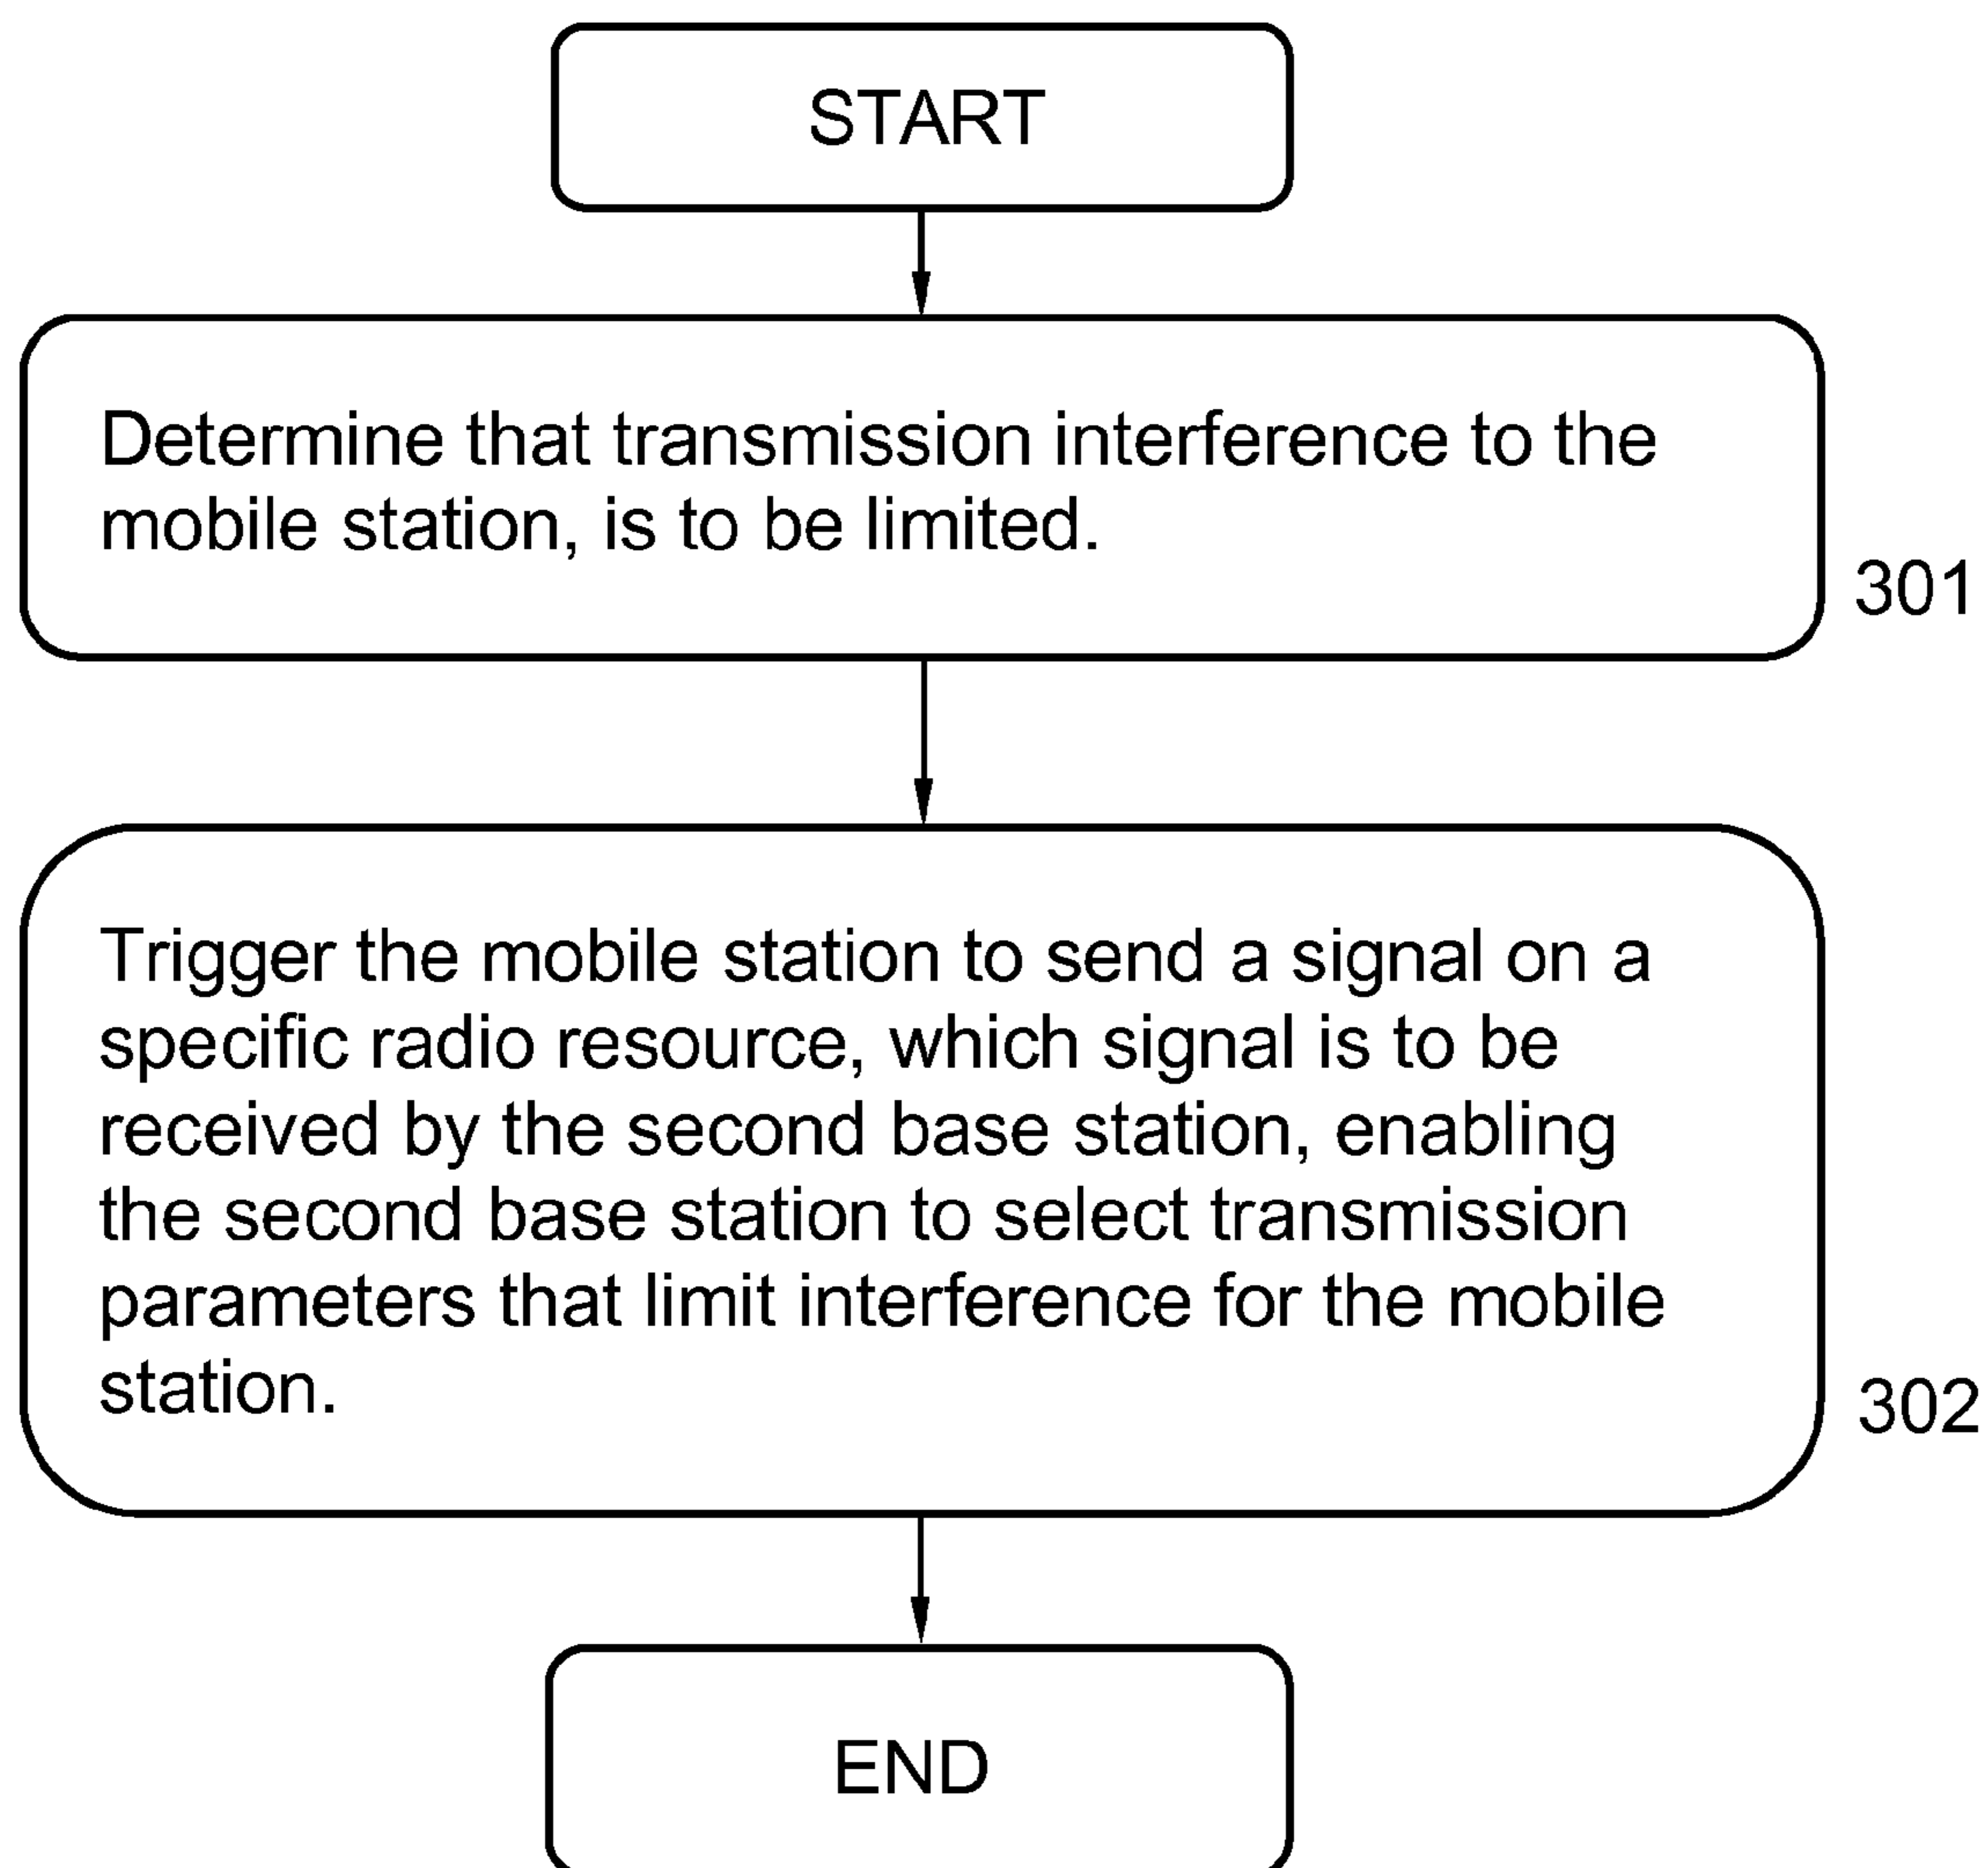 START
Determine that transmission interference to the
mobile station, is to be limited.
301
Trigger the mobile station to send a signal on a
specific radio resource, which signal is to be
received by the second base station, enabling
the second base station to select transmission
parameters that limit interference for the mobile
station.
302
END